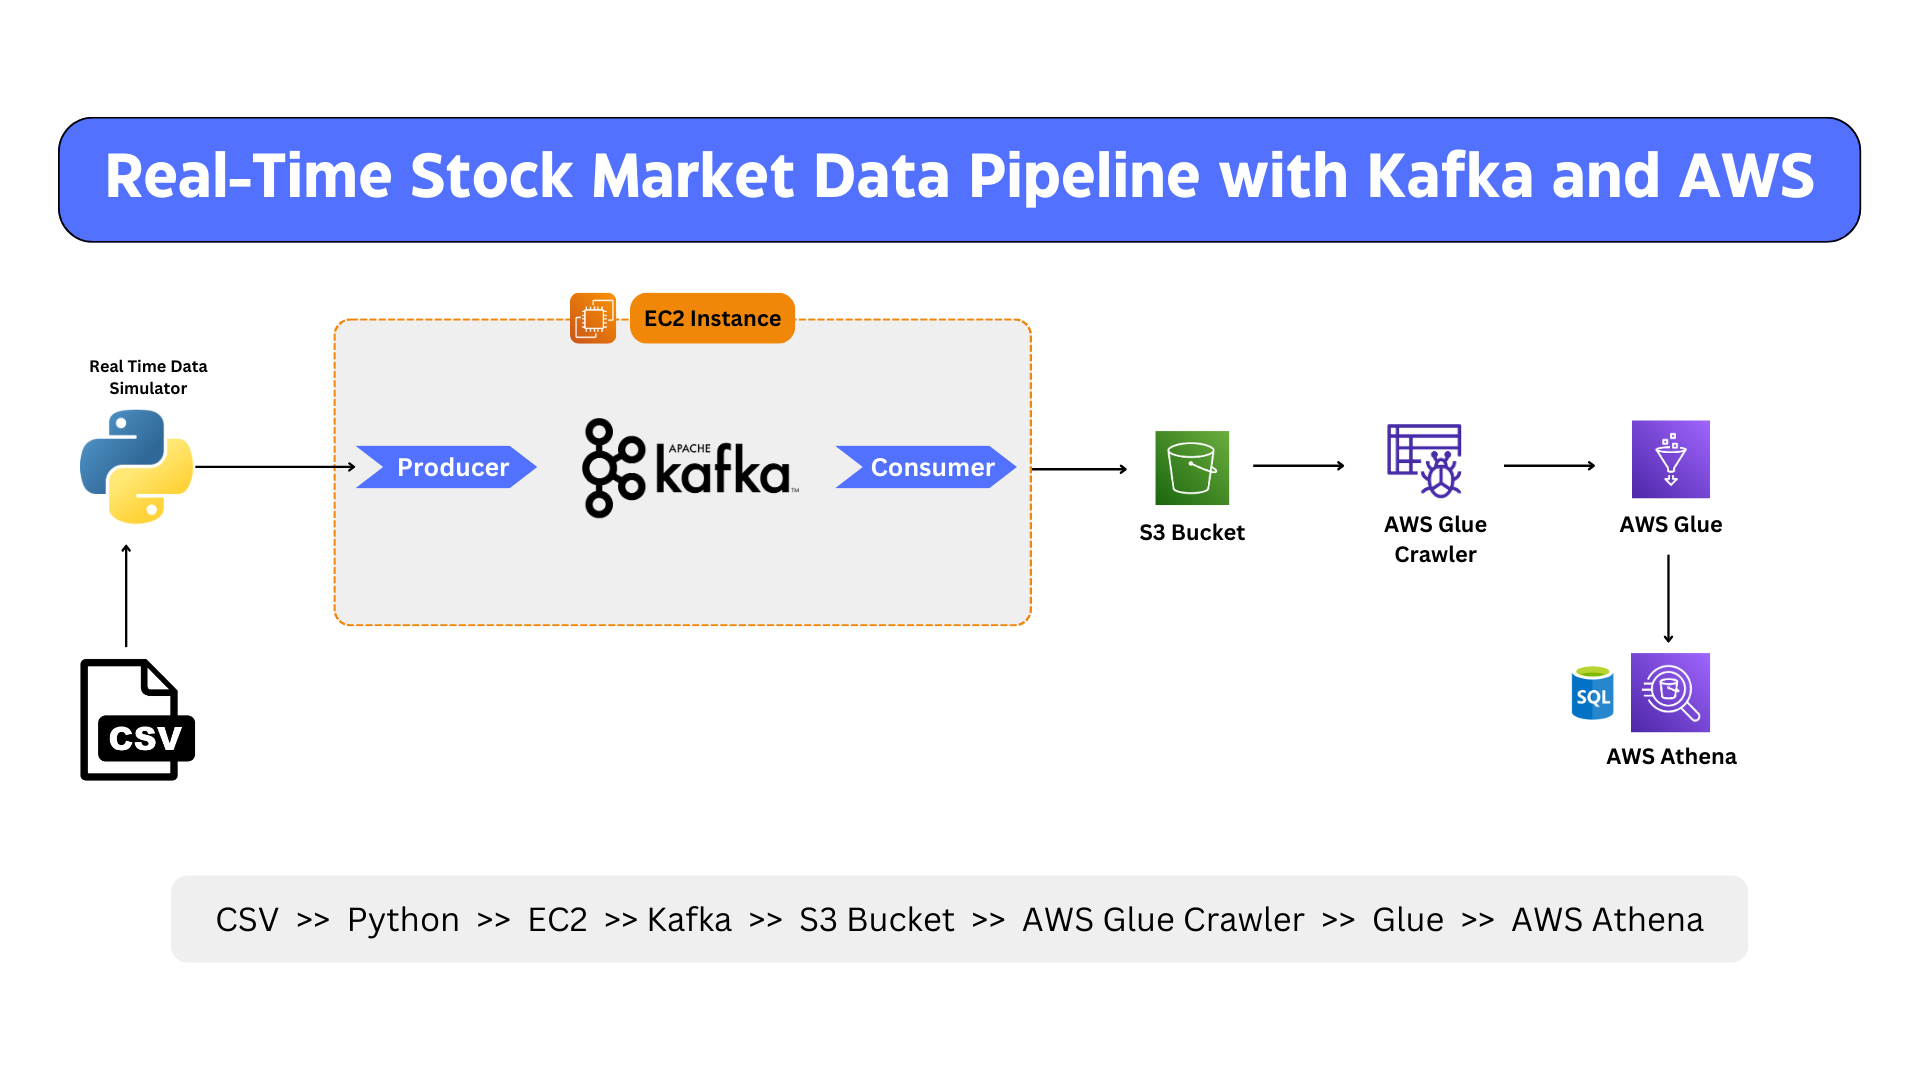 Real-Time Stock Market Data Pipeline with Kafka and AWS
EC2 Instance
Real Time Data
Simulator
Producer
APACHE
kafka™
Consumer
S3 Bucket
AWS Glue
Crawler
AWS Glue
CSV
SQL
AWS Athena
CSV >> Python >> EC2 >> Kafka >> S3 Bucket >> AWS Glue Crawler >> Glue >> AWS Athena